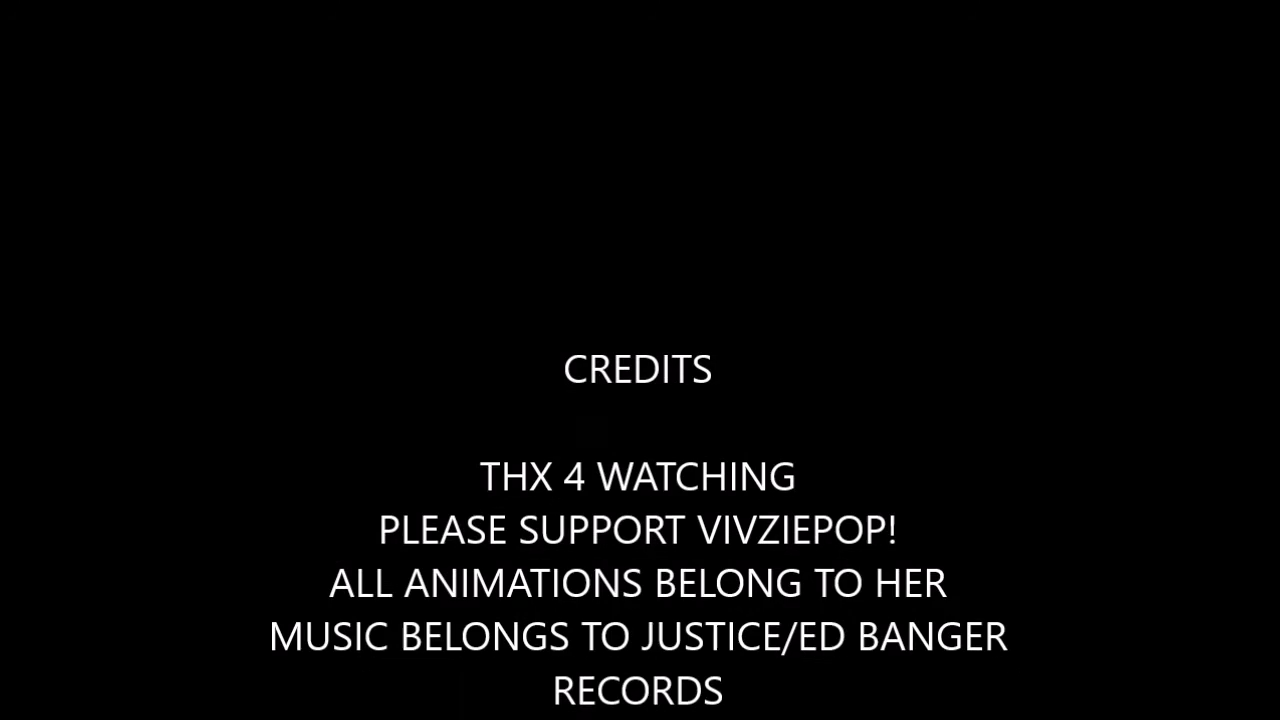 CREDITS
THX 4 WATCHING
PLEASE SUPPORT VIVZIEPOP!
ALL ANIMATIONS BELONG TO HER
MUSIC BELONGS TO JUSTICE/ED BANGER
RECORDS